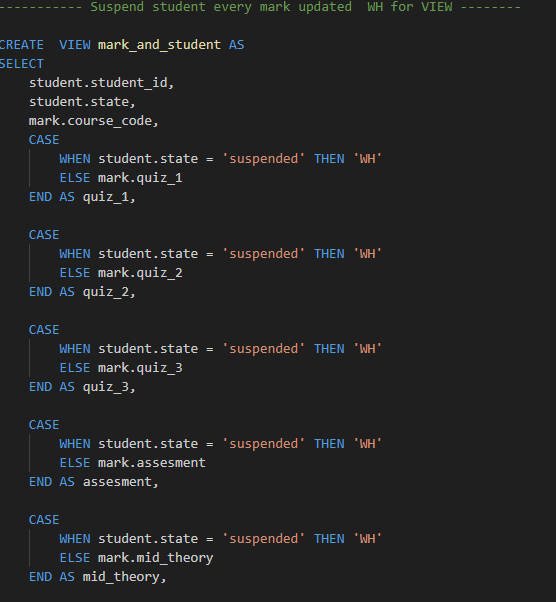 ----------- Suspend student every mark updated  WH for VIEW --------
CREATE  VIEW mark_and_student AS
SELECT
    student.student_id,
    student.state,
    mark.course_code,
    CASE
        WHEN student.state = 'suspended' THEN 'WH'
        ELSE mark.quiz_1
    END AS quiz_1,
    CASE
        WHEN student.state = 'suspended' THEN 'WH'
        ELSE mark.quiz_2
    END AS quiz_2,
    CASE
        WHEN student.state = 'suspended' THEN 'WH'
        ELSE mark.quiz_3
    END AS quiz_3,
    CASE
        WHEN student.state = 'suspended' THEN 'WH'
        ELSE mark.assesment
    END AS assesment,
    CASE
        WHEN student.state = 'suspended' THEN 'WH'
        ELSE mark.mid_theory
    END AS mid_theory,